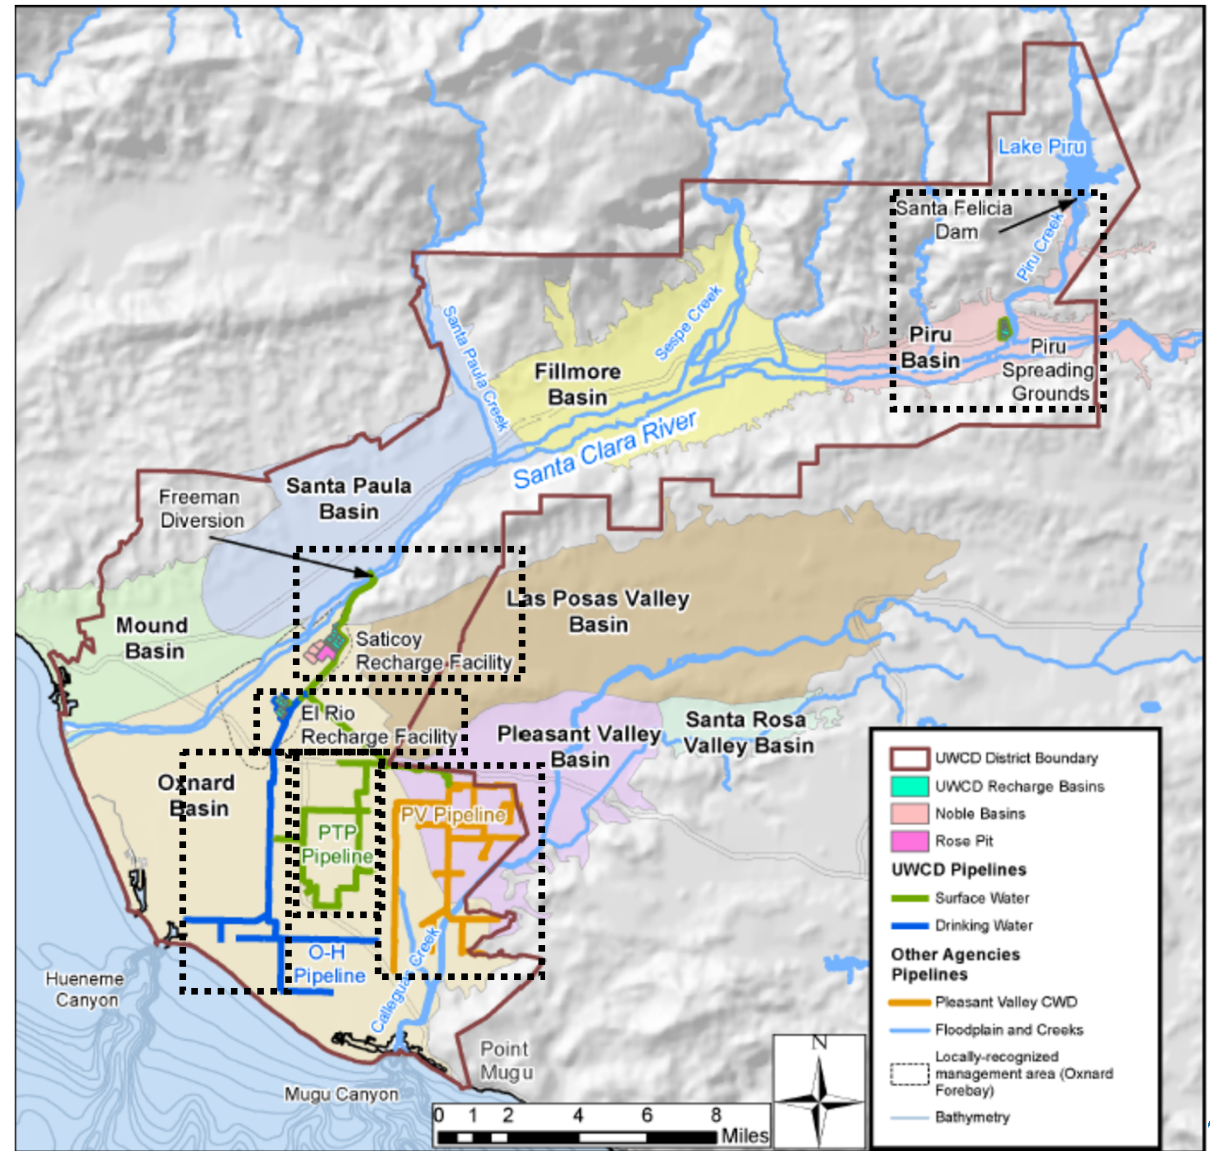 Lake Piru
Santa Felicia
Dam
Piru Creek
Piru
Basin
Piru
Spreading
Grounds
Sespe Creek
Santa Paula Creek
Fillmore
Basin
Santa Clara River
Santa Paula
Basin
Freeman
Diversion
Las Posas Valley
Basin
Mound
Basin
Saticoy
Recharge Facility
El Rio
Recharge Facility
Pleasant Valley
Basin
Santa Rosa
Valley Basin
Oxnard
Basin
PTP
Pipeline
PV Pipeline
O-H
Pipeline
Calleguas Creek
Hueneme
Canyon
Mugu Canyon
Point
Mugu
UWCD District Boundary
UWCD Recharge Basins
Noble Basins
Rose Pit
UWCD Pipelines
Surface Water
Drinking Water
Other Agencies
Pipelines
Pleasant Valley CWD
Floodplain and Creeks
Locally-recognized
management area (Oxnard
Forebay)
Bathymetry
N
0 1 2 4 6 8
Miles